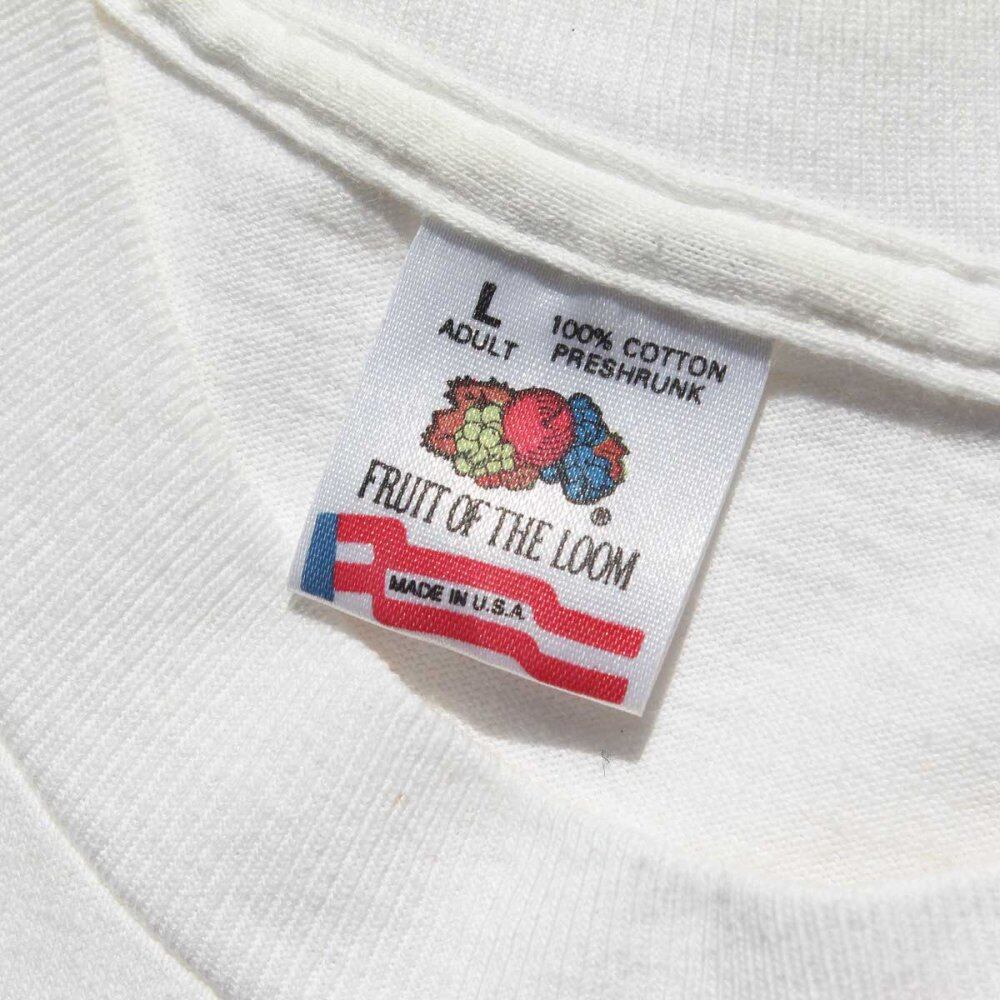 L
ADULT
100% COTTON
PRESHRUNK
®
FRUIT OF THE LOOM
MADE IN U.S.A.